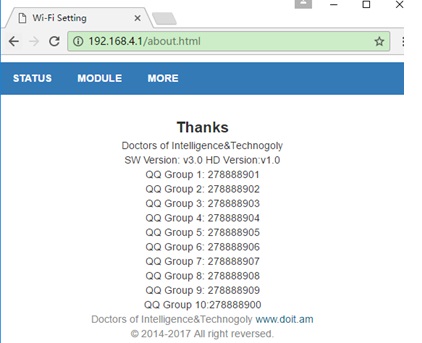 Wi-Fi Setting
192.168.4.1/about.html
STATUS MODULE MORE
Thanks
Doctors of Intelligence&Technogoly
SW Version: v3.0 HD Version:v1.0
QQ Group 1: 278888901
QQ Group 2: 278888902
QQ Group 3: 278888903
QQ Group 4: 278888904
QQ Group 5: 278888905
QQ Group 6: 278888906
QQ Group 7: 278888907
QQ Group 8: 278888908
QQ Group 9: 278888909
QQ Group 10:278888900
Doctors of Intelligence&Technogoly www.doit.am
© 2014-2017 All right reversed.